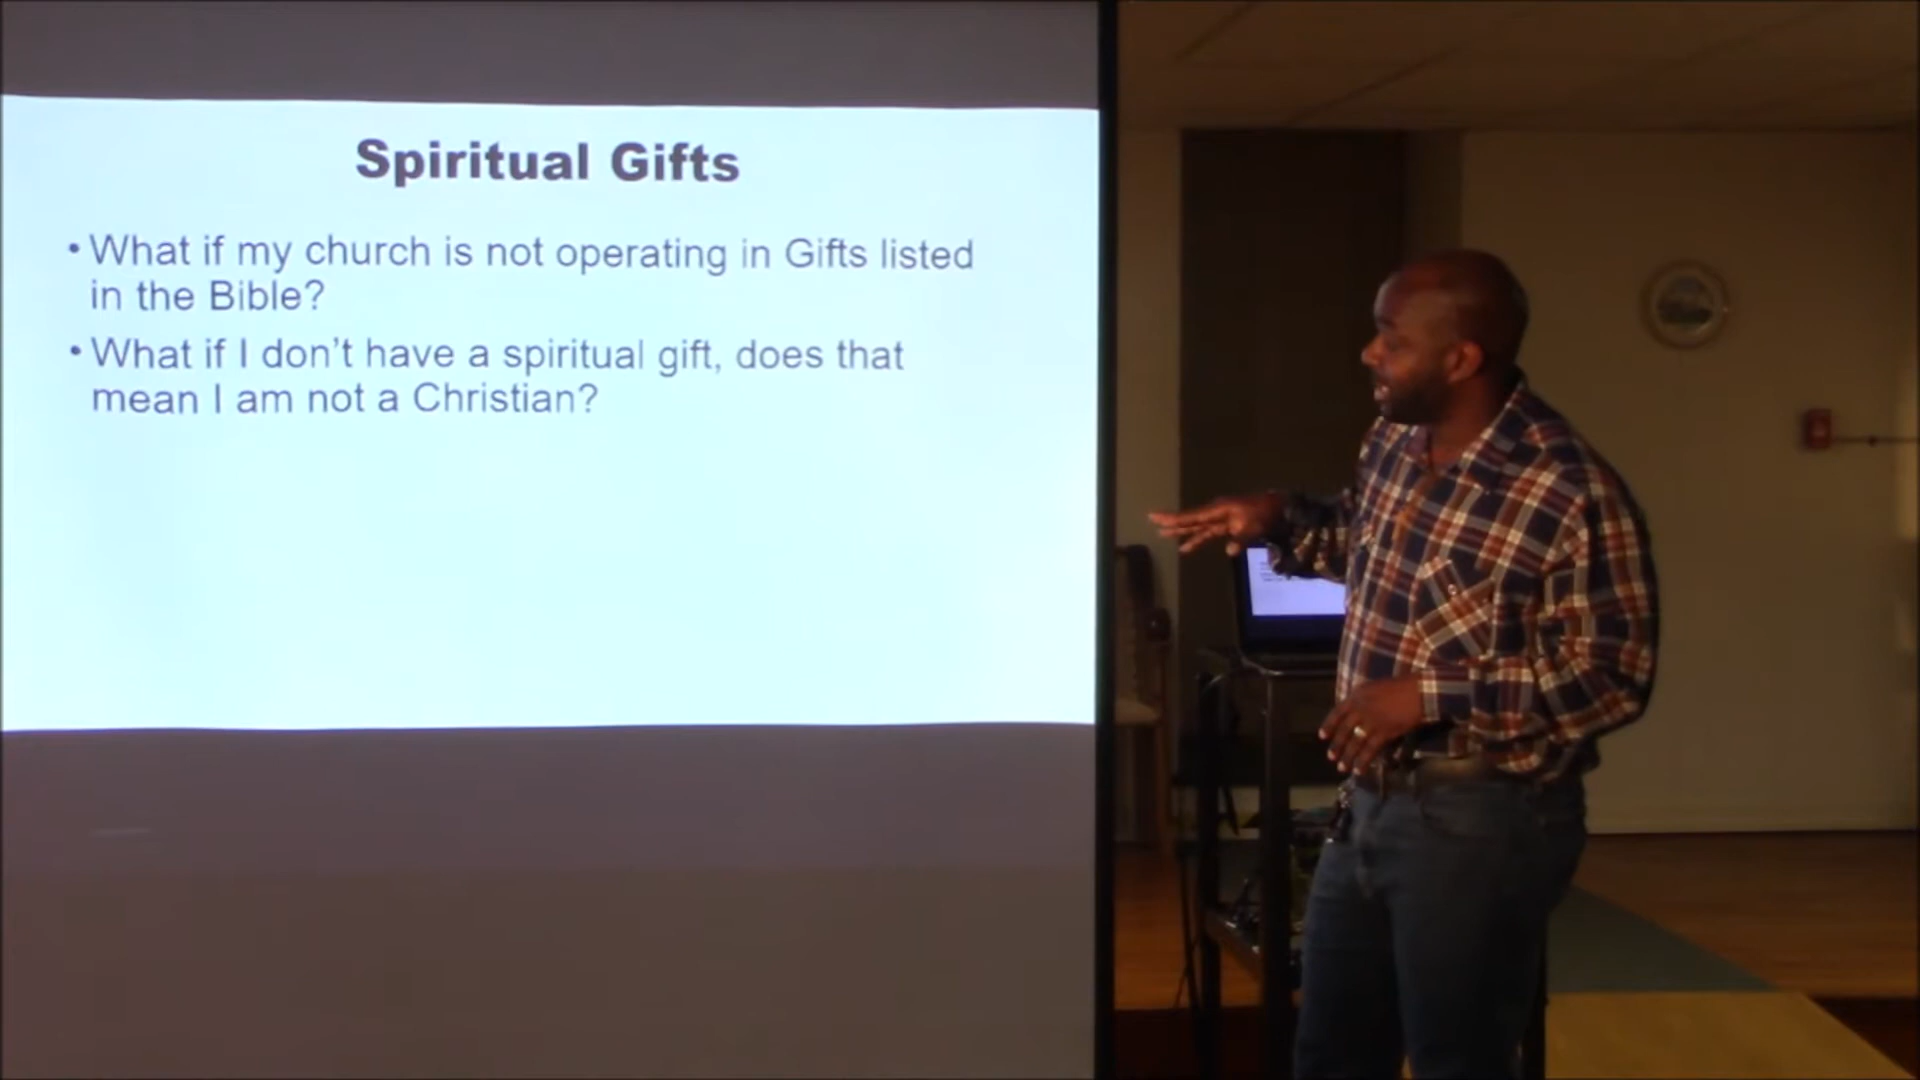 Spiritual Gifts
• What if my church is not operating in Gifts listed
in the Bible?
• What if I don't have a spiritual gift, does that
mean I am not a Christian?